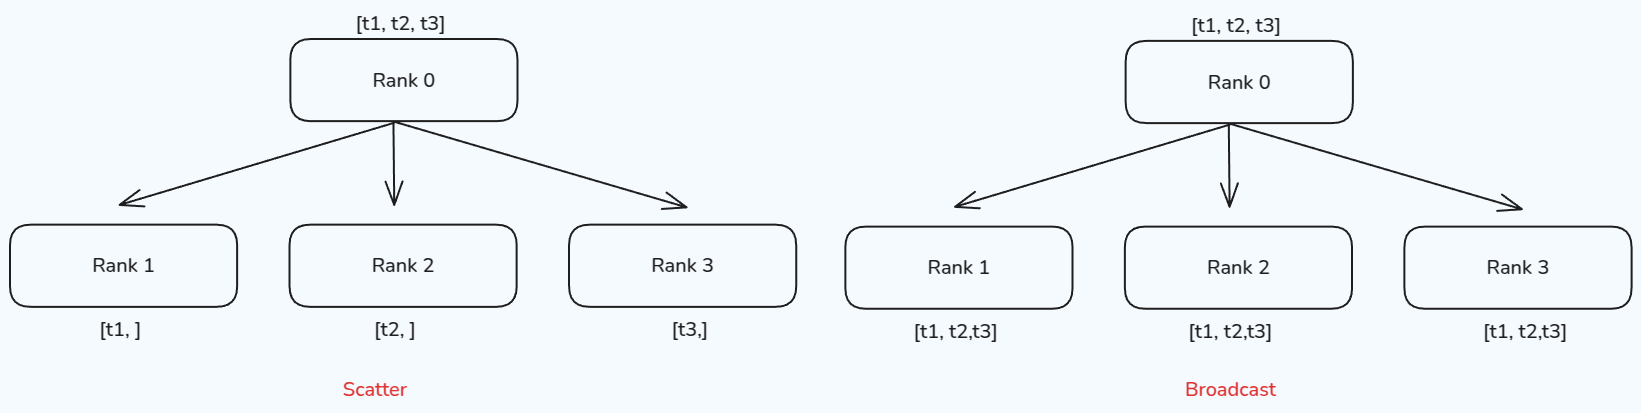 [t1, t2, t3]
Rank 0
Rank 1
Rank 2
Rank 3
[t1, ]
[t2, ]
[t3,]
Scatter
[t1, t2, t3]
Rank 0
Rank 1
Rank 2
Rank 3
[t1, t2,t3]
[t1, t2,t3]
[t1, t2,t3]
Broadcast